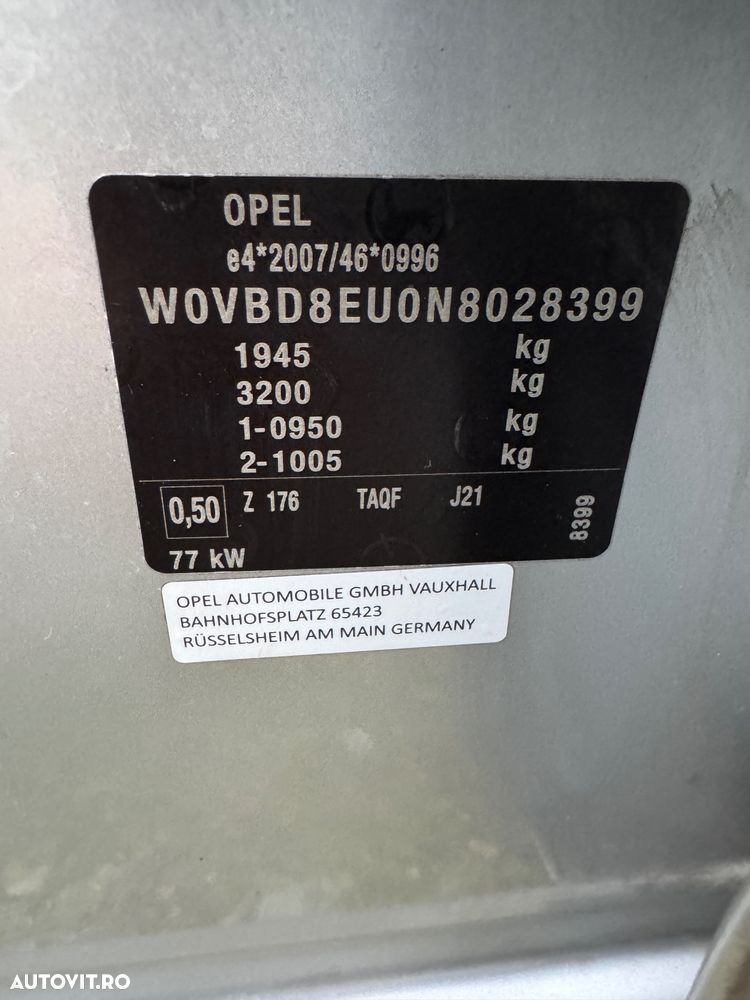 OPEL
e4*2007/46*0996
W0VBD8EU0N8028399
1945 kg
3200 kg
1-0950 kg
2-1005 kg
0,50 Z 176 TAQF J21
8399
77 kW
OPEL AUTOMOBILE GMBH VAUXHALL
BAHNHOFSPLATZ 65423
RÜSSELSHEIM AM MAIN GERMANY
AUTOVIT.RO